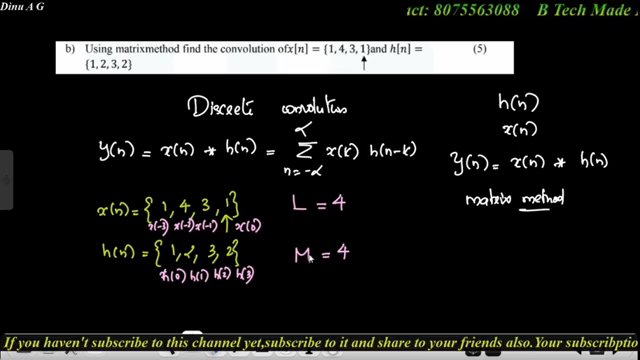 Dinu A G
ct: 8075563088 B Tech Made
b) Using matrixmethod find the convolution of x[n] = {1, 4, 3, 1}and h[n] = (5)
{1, 2, 3, 2}
↑
Discrete convolution
y(n) = x(n) * h(n) = ∑ x(k) h(n-k)
α
n=-α
h(n)
x(n)
y(n) = x(n) * h(n)
matrix method
x(n) = { 1, 4, 3, 1 }
x(-3) x(-2) x(-1) ↑ x(0)
L = 4
h(n) = { 1, 2, 3, 2 }
h(0) h(1) h(2) h(3)
M = 4
If you haven't subscribe to this channel yet,subscribe to it and share to your friends also.Your subscribptio